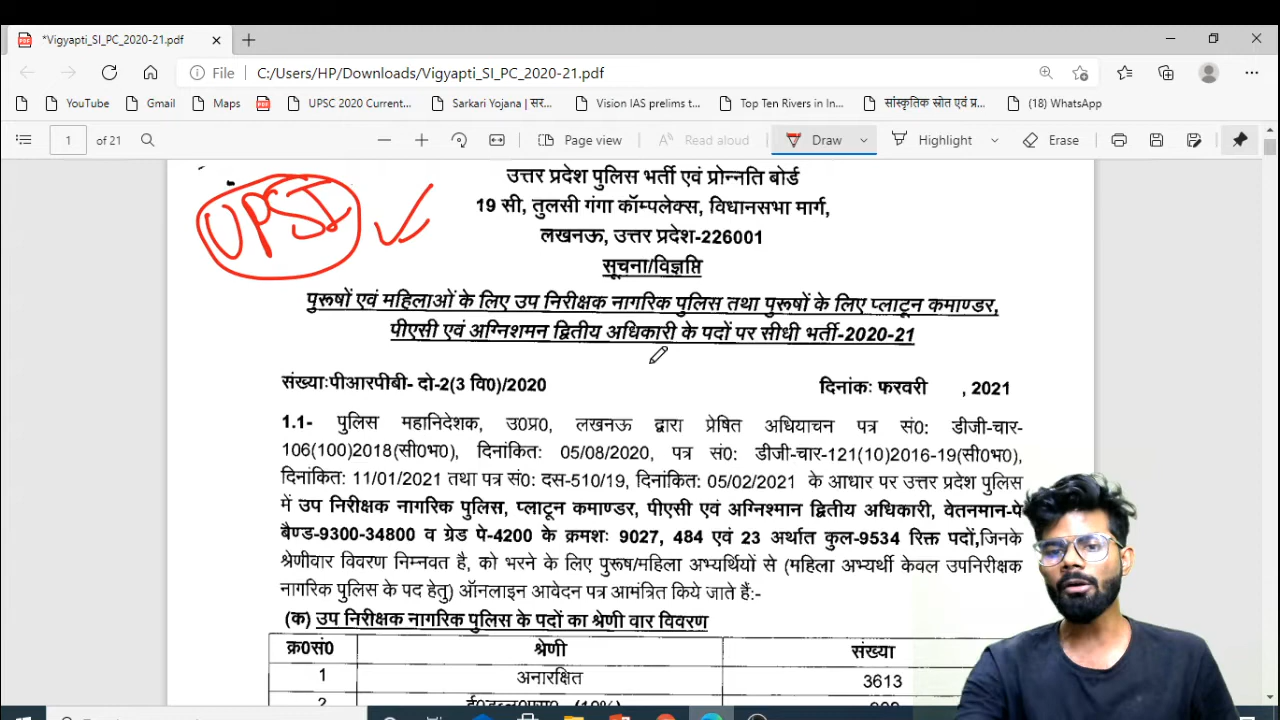 *Vigyapti_SI_PC_2020-21.pdf
File C:/Users/HP/Downloads/Vigyapti_SI_PC_2020-21.pdf
YouTube Gmail Maps UPSC 2020 Current... Sarkari Yojana | सर... Vision IAS prelims t... Top Ten Rivers in In... सांस्कृतिक स्रोत एवं प्र... (18) WhatsApp
1 of 21 Page view Read aloud Draw Highlight Erase
उत्तर प्रदेश पुलिस भर्ती एवं प्रोन्नति बोर्ड
19 सी, तुलसी गंगा कॉम्पलेक्स, विधानसभा मार्ग,
UPSI
लखनऊ, उत्तर प्रदेश-226001
सूचना/विज्ञप्ति
पुरूषों एवं महिलाओं के लिए उप निरीक्षक नागरिक पुलिस तथा पुरूषों के लिए प्लाटून कमाण्डर,
पीएसी एवं अग्निशमन द्वितीय अधिकारी के पदों पर सीधी भर्ती-2020-21
संख्याःपीआरपीबी- दो-2(3 वि0)/2020 दिनांकः फरवरी , 2021
1.1- पुलिस महानिदेशक, उ0प्र0, लखनऊ द्वारा प्रेषित अधियाचन पत्र सं0: डीजी-चार-
106(100)2018(सी0भ0), दिनांकित: 05/08/2020, पत्र सं0: डीजी-चार-121(10)2016-19(सी0भ0),
दिनांकित: 11/01/2021 तथा पत्र सं0: दस-510/19, दिनांकित: 05/02/2021 के आधार पर उत्तर प्रदेश पुलिस
में उप निरीक्षक नागरिक पुलिस, प्लाटून कमाण्डर, पीएसी एवं अग्निश्मन द्वितीय अधिकारी, वेतनमान-पे
बैण्ड-9300-34800 व ग्रेड पे-4200 के क्रमशः 9027, 484 एवं 23 अर्थात कुल-9534 रिक्त पदों,जिनके
श्रेणीवार विवरण निम्नवत है, को भरने के लिए पुरूष/महिला अभ्यर्थियों से (महिला अभ्यर्थी केवल उपनिरीक्षक
नागरिक पुलिस के पद हेतु) ऑनलाइन आवेदन पत्र आमंत्रित किये जाते हैं:-
(क) उप निरीक्षक नागरिक पुलिस के पदों का श्रेणी वार विवरण
क्र0सं0 श्रेणी संख्या
1 अनारक्षित 3613